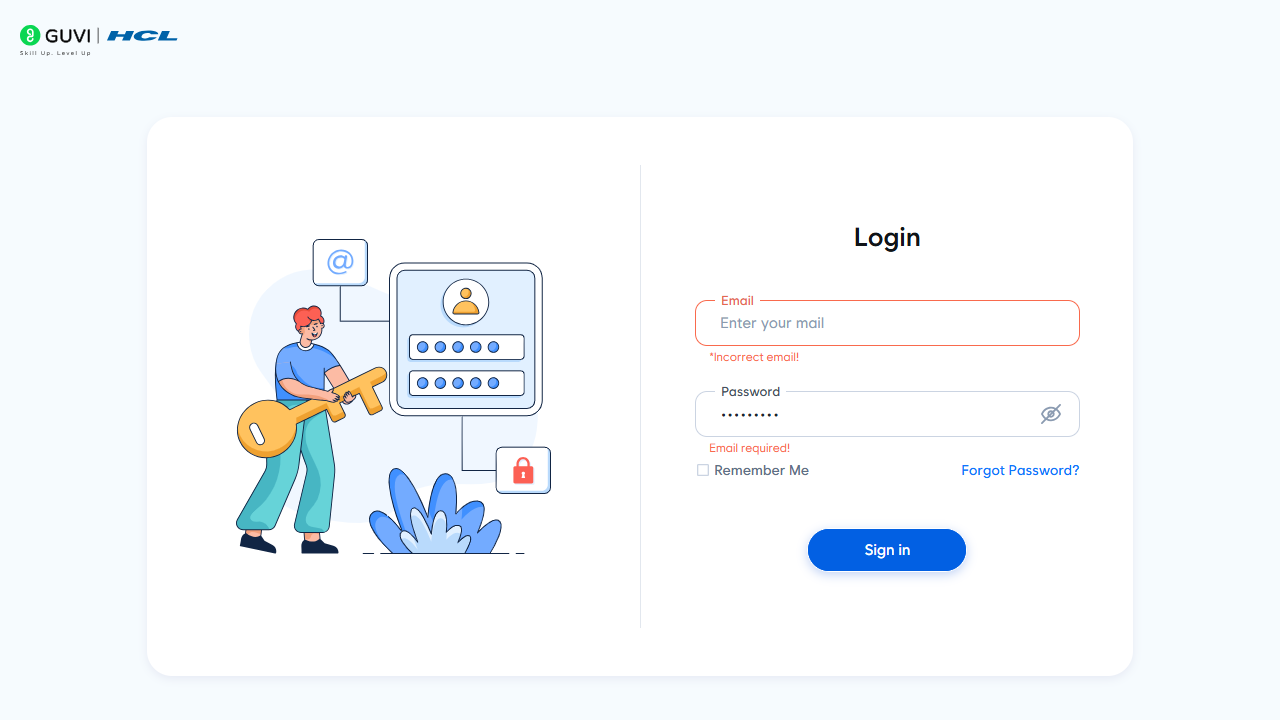 GUVI | HCL
Skill Up. Level Up
@
Login
Email
Enter your mail
*Incorrect email!
Password
•••••••••
Email required!
Remember Me
Forgot Password?
Sign in